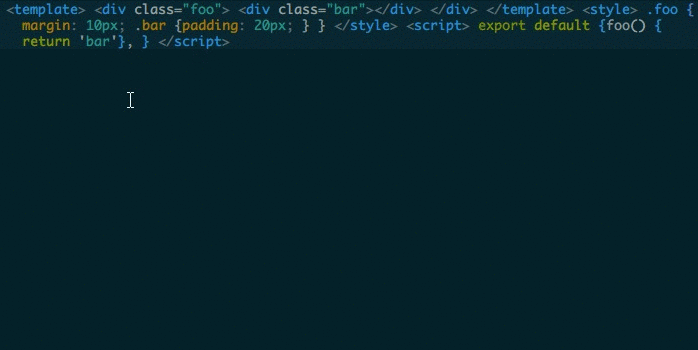 <template> <div class="foo"> <div class="bar"></div> </div> </template> <style> .foo {
margin: 10px; .bar {padding: 20px; } } </style> <script> export default {foo() {
return 'bar'}, } </script>